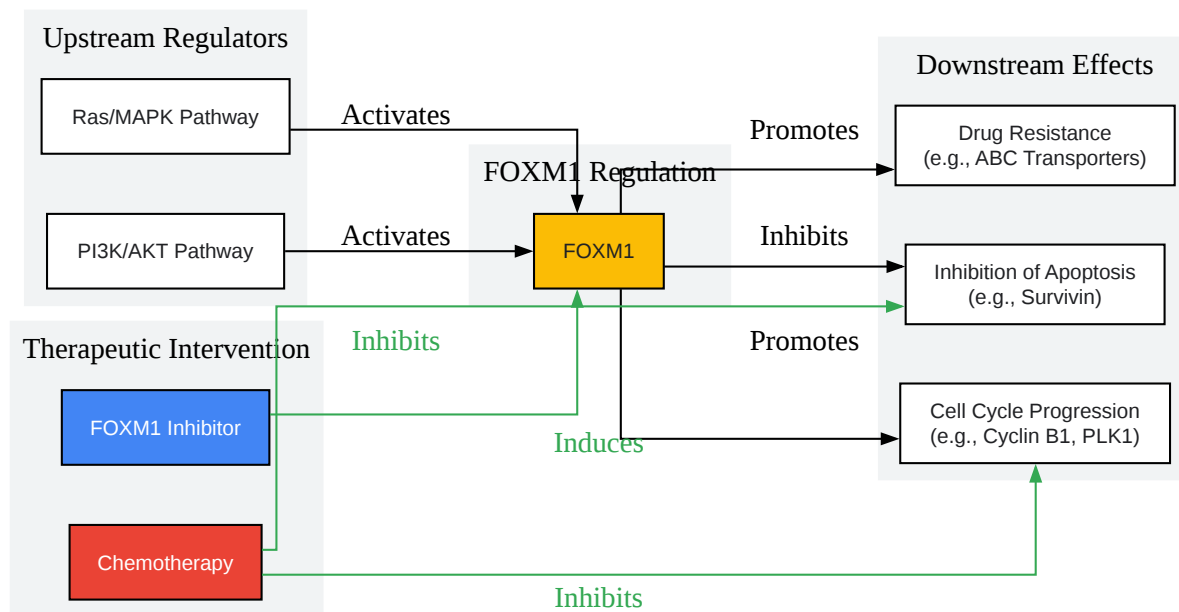 Upstream Regulators
Ras/MAPK Pathway
PI3K/AKT Pathway
Activates
Activates
FOXM1 Regulation
FOXM1
Promotes
Inhibits
Promotes
Downstream Effects
Drug Resistance
(e.g., ABC Transporters)
Inhibition of Apoptosis
(e.g., Survivin)
Cell Cycle Progression
(e.g., Cyclin B1, PLK1)
Therapeutic Intervention
FOXM1 Inhibitor
Chemotherapy
Inhibits
Induces
Inhibits